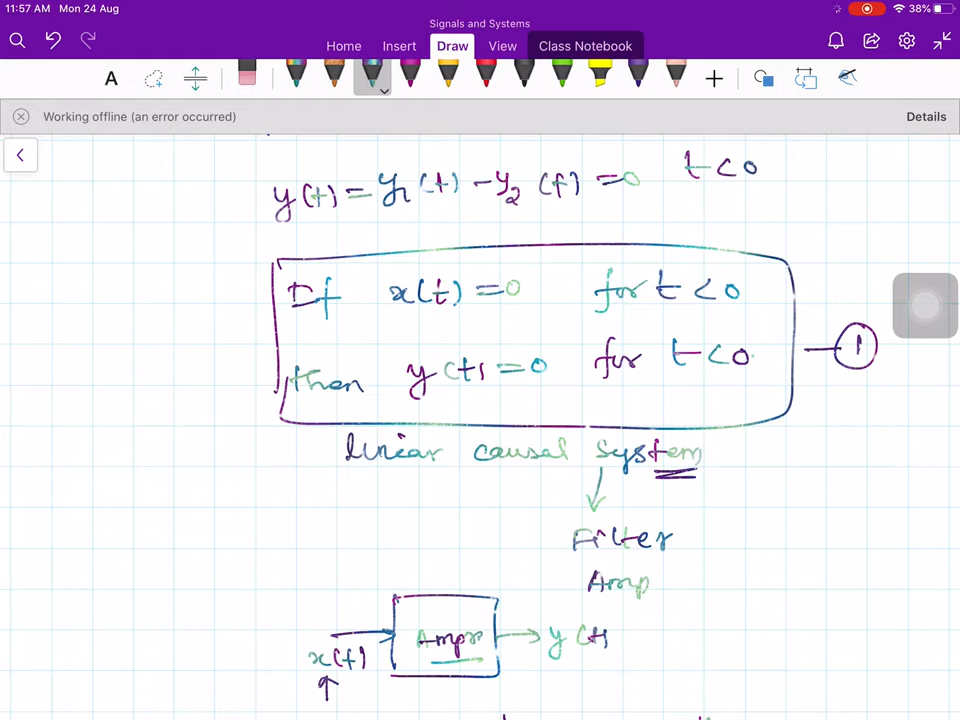 11:57 AM Mon 24 Aug
38%
Signals and Systems
Home Insert Draw View Class Notebook
A
Working offline (an error occurred)
Details
y(t) = y1(t) - y2(t) = 0 t < 0
If x(t) = 0 for t < 0
then y(t) = 0 for t < 0
1
linear causal system
Filter
Amp
Ampr
y(t)
x(t)